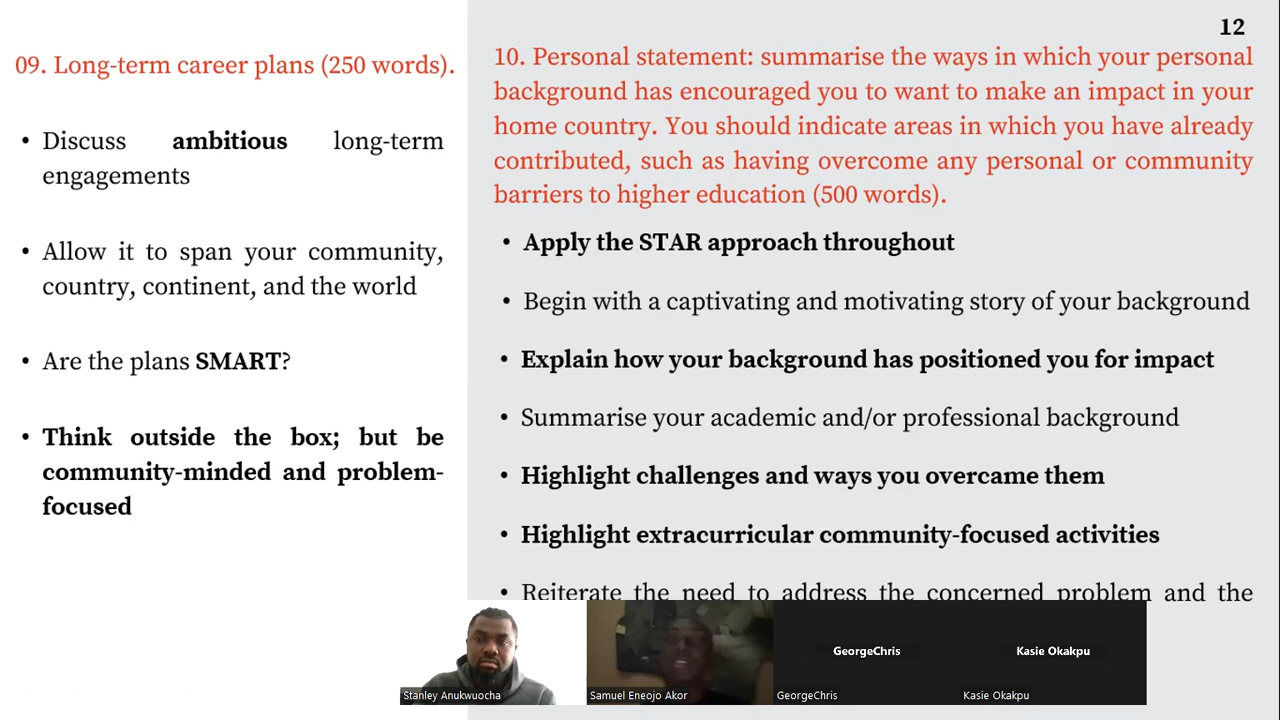 12
09. Long-term career plans (250 words).
• Discuss ambitious long-term
engagements
• Allow it to span your community,
country, continent, and the world
• Are the plans SMART?
• Think outside the box; but be
community-minded and problem-
focused
10. Personal statement: summarise the ways in which your personal
background has encouraged you to want to make an impact in your
home country. You should indicate areas in which you have already
contributed, such as having overcome any personal or community
barriers to higher education (500 words).
• Apply the STAR approach throughout
• Begin with a captivating and motivating story of your background
• Explain how your background has positioned you for impact
• Summarise your academic and/or professional background
• Highlight challenges and ways you overcame them
• Highlight extracurricular community-focused activities
• Reiterate the need to address the concerned problem and the
GeorgeChris
Kasie Okakpu
Stanley Anukwuocha
Samuel Eneojo Akor
GeorgeChris
Kasie Okakpu